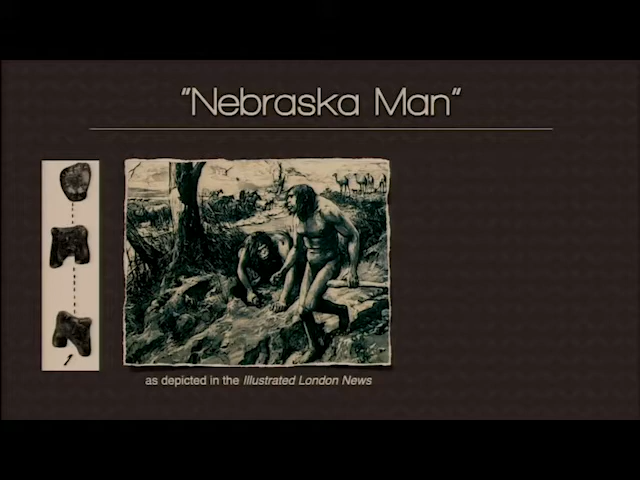 "Nebraska Man"
as depicted in the Illustrated London News